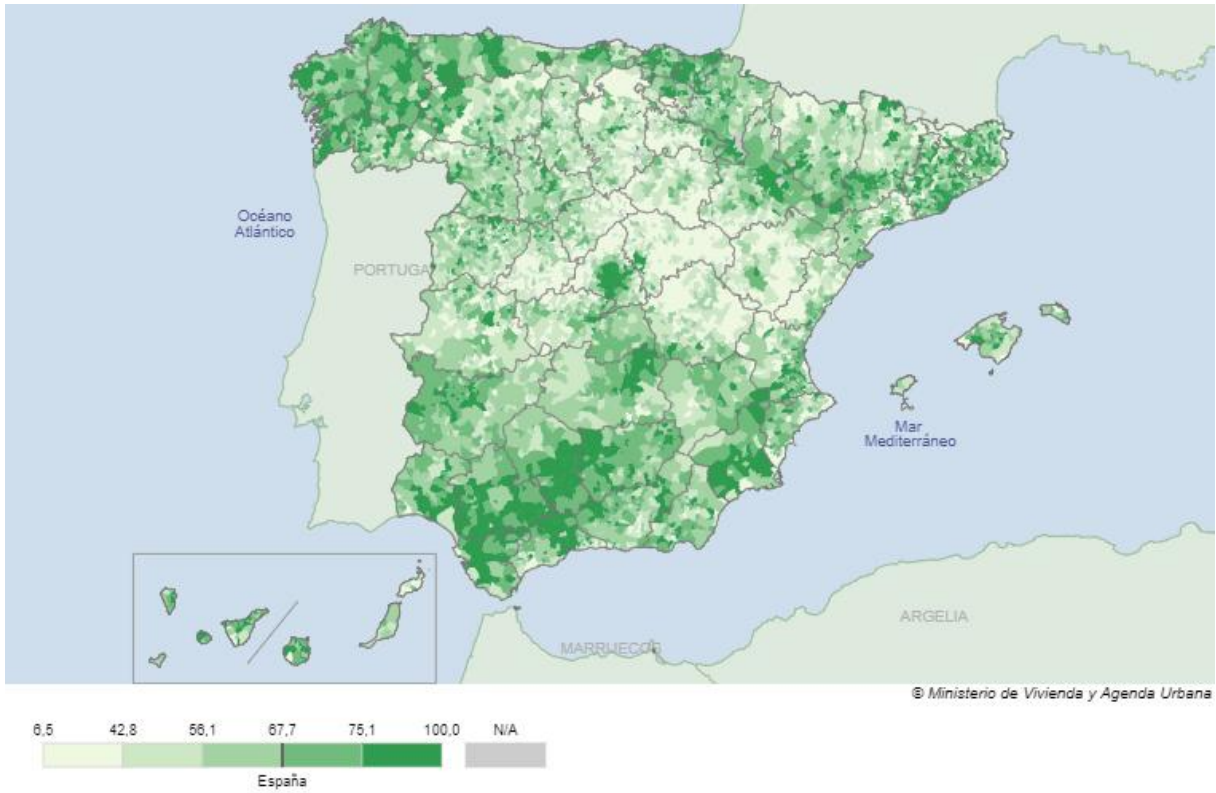 Océano
Atlántico
PORTUGA
Mar
Mediterráneo
ARGELIA
MARRUECOS
© Ministerio de Vivienda y Agenda Urbana
6,5 42,8 56,1 67,7 75,1 100,0 N/A
España